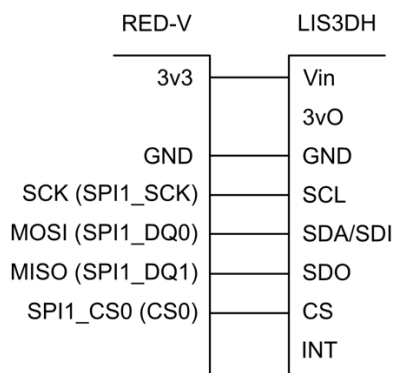 RED-V LIS3DH
3v3 Vin
3vO
GND GND
SCK (SPI1_SCK) SCL
MOSI (SPI1_DQ0) SDA/SDI
MISO (SPI1_DQ1) SDO
SPI1_CS0 (CS0) CS
INT